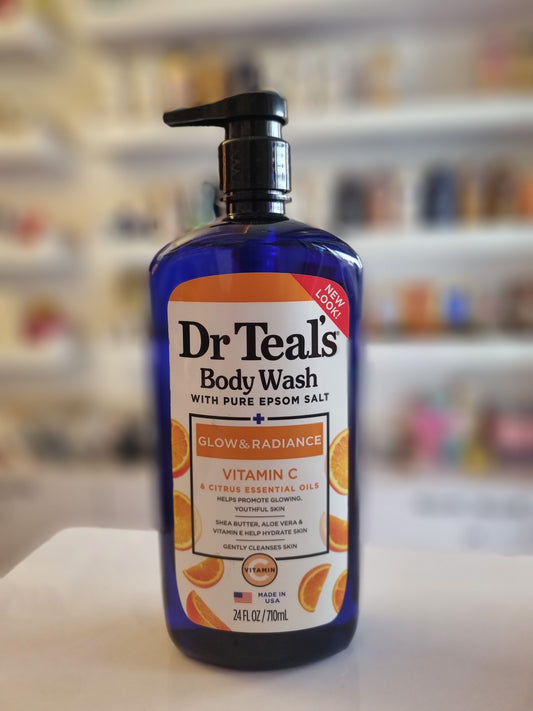 NEW
LOOK!
Dr Teal's®
Body Wash
WITH PURE EPSOM SALT
+
GLOW & RADIANCE
VITAMIN C
& CITRUS ESSENTIAL OILS
HELPS PROMOTE GLOWING,
YOUTHFUL SKIN
SHEA BUTTER, ALOE VERA &
VITAMIN E HELP HYDRATE SKIN
GENTLY CLEANSES SKIN
C
VITAMIN
MADE IN
USA
24 FL OZ / 710mL